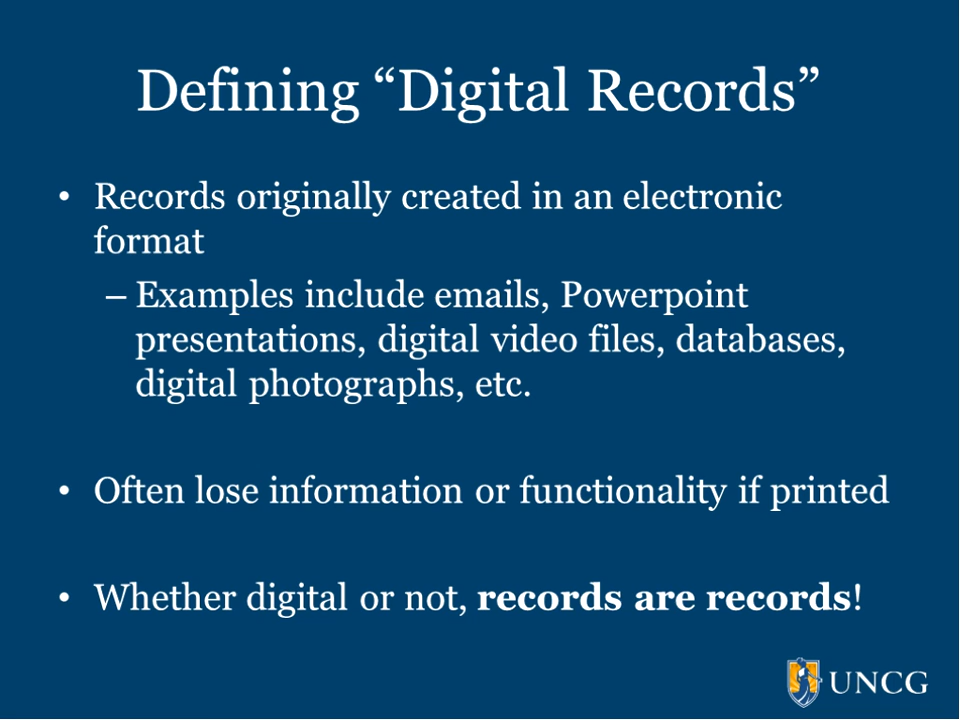 Defining “Digital Records”
• Records originally created in an electronic
format
– Examples include emails, Powerpoint
presentations, digital video files, databases,
digital photographs, etc.
• Often lose information or functionality if printed
• Whether digital or not, records are records!
UNCG